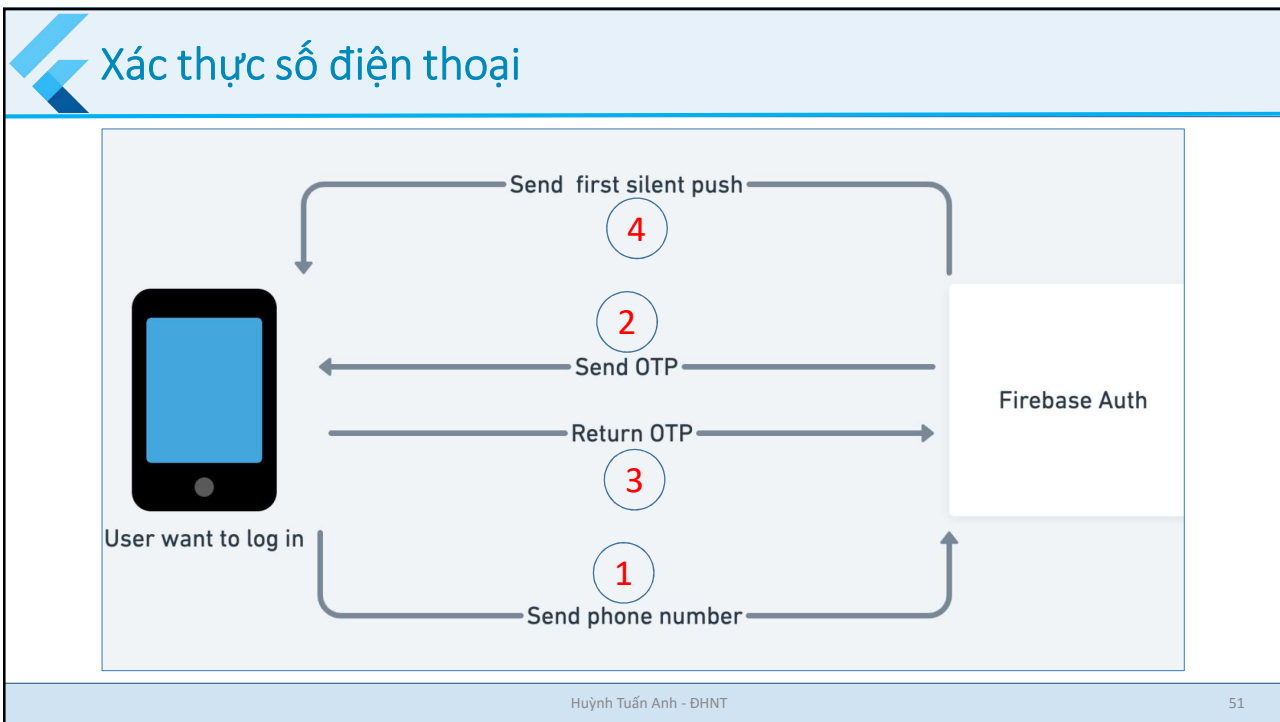 Xác thực số điện thoại
Send first silent push
4
2
Send OTP
Firebase Auth
Return OTP
3
User want to log in
1
Send phone number
Huỳnh Tuấn Anh - ĐHNT
51